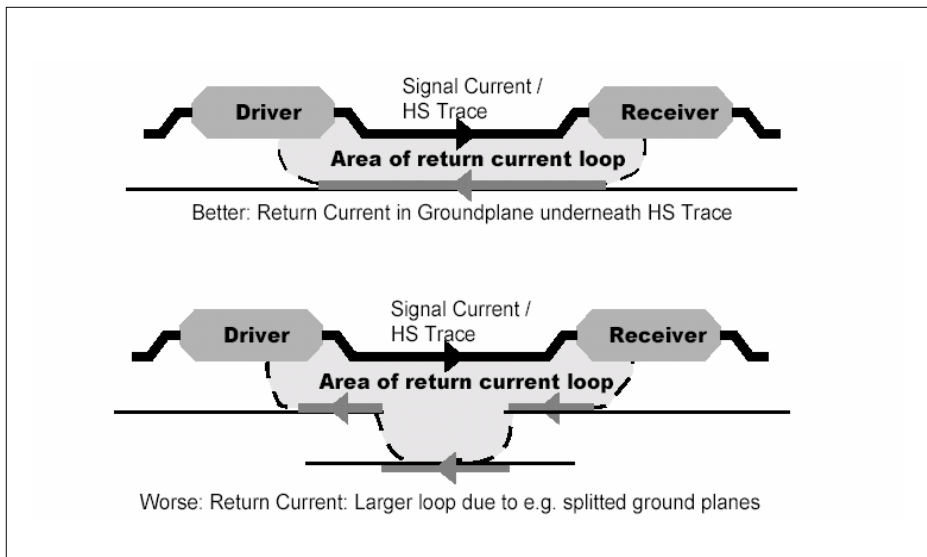 Signal Current /
HS Trace
Driver
Receiver
Area of return current loop
Better: Return Current in Groundplane underneath HS Trace
Signal Current /
HS Trace
Driver
Receiver
Area of return current loop
Worse: Return Current: Larger loop due to e.g. splitted ground planes